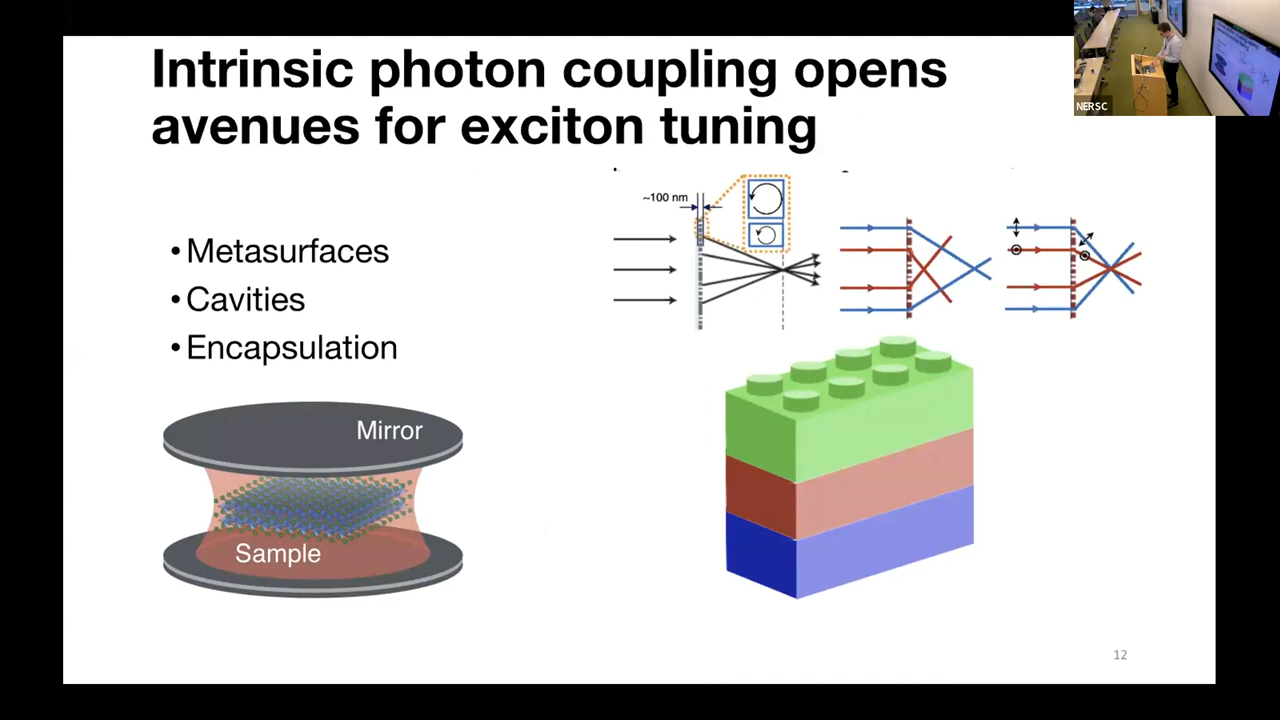 Intrinsic photon coupling opens
avenues for exciton tuning
NERSC
~100 nm
• Metasurfaces
• Cavities
• Encapsulation
Mirror
Sample
12